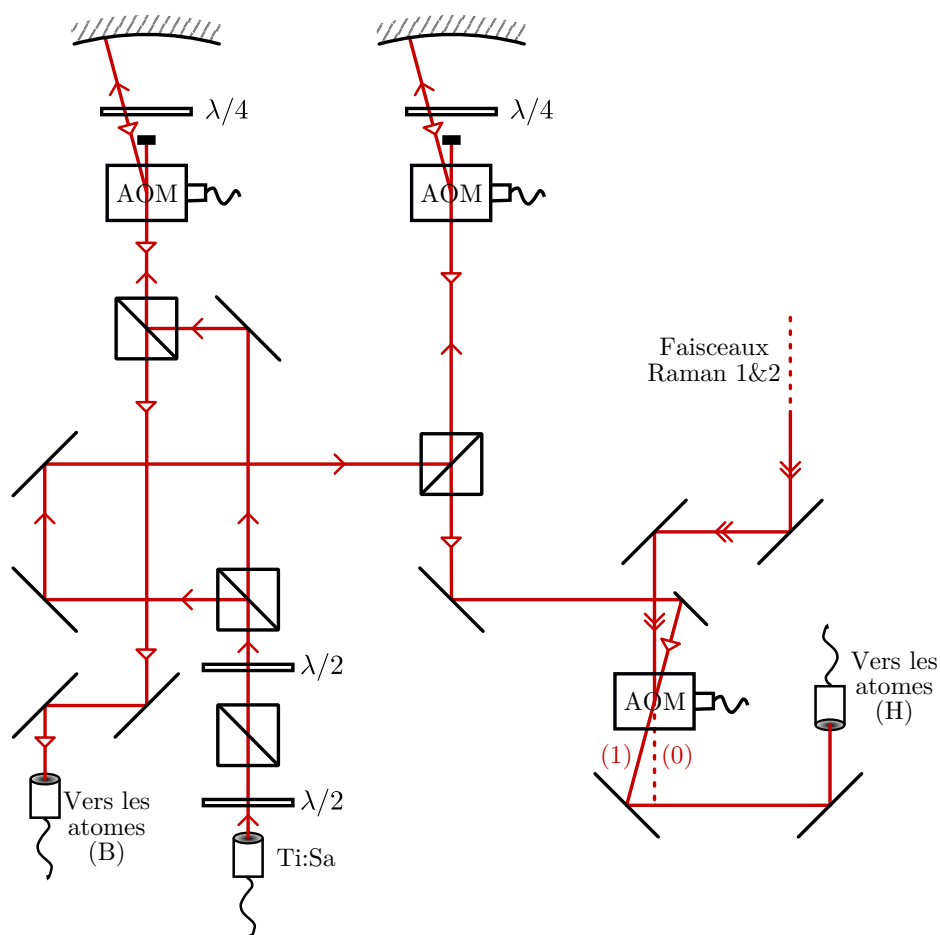 λ/4
λ/4
AOM
AOM
Faisceaux
Raman 1&2
λ/2
Vers les
atomes
(H)
AOM
(1)
(0)
Vers les
atomes
(B)
λ/2
Ti:Sa